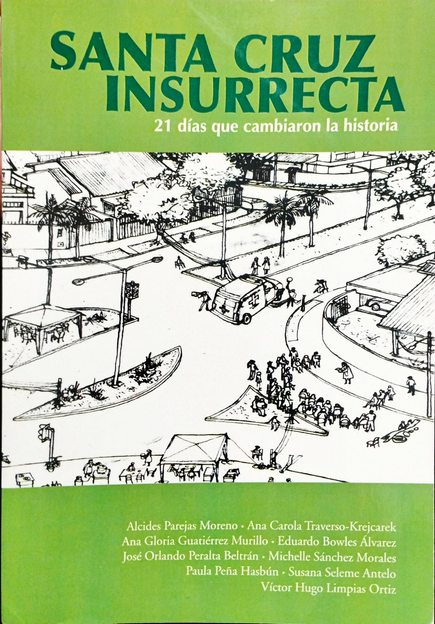 SANTA CRUZ
INSURRECTA
21 días que cambiaron la historia
Alcides Parejas Moreno • Ana Carola Traverso-Krejcarek
Ana Gloria Guatiérrez Murillo • Eduardo Bowles Álvarez
José Orlando Peralta Beltrán • Michelle Sánchez Morales
Paula Peña Hasbún • Susana Seleme Antelo
Víctor Hugo Limpias Ortiz